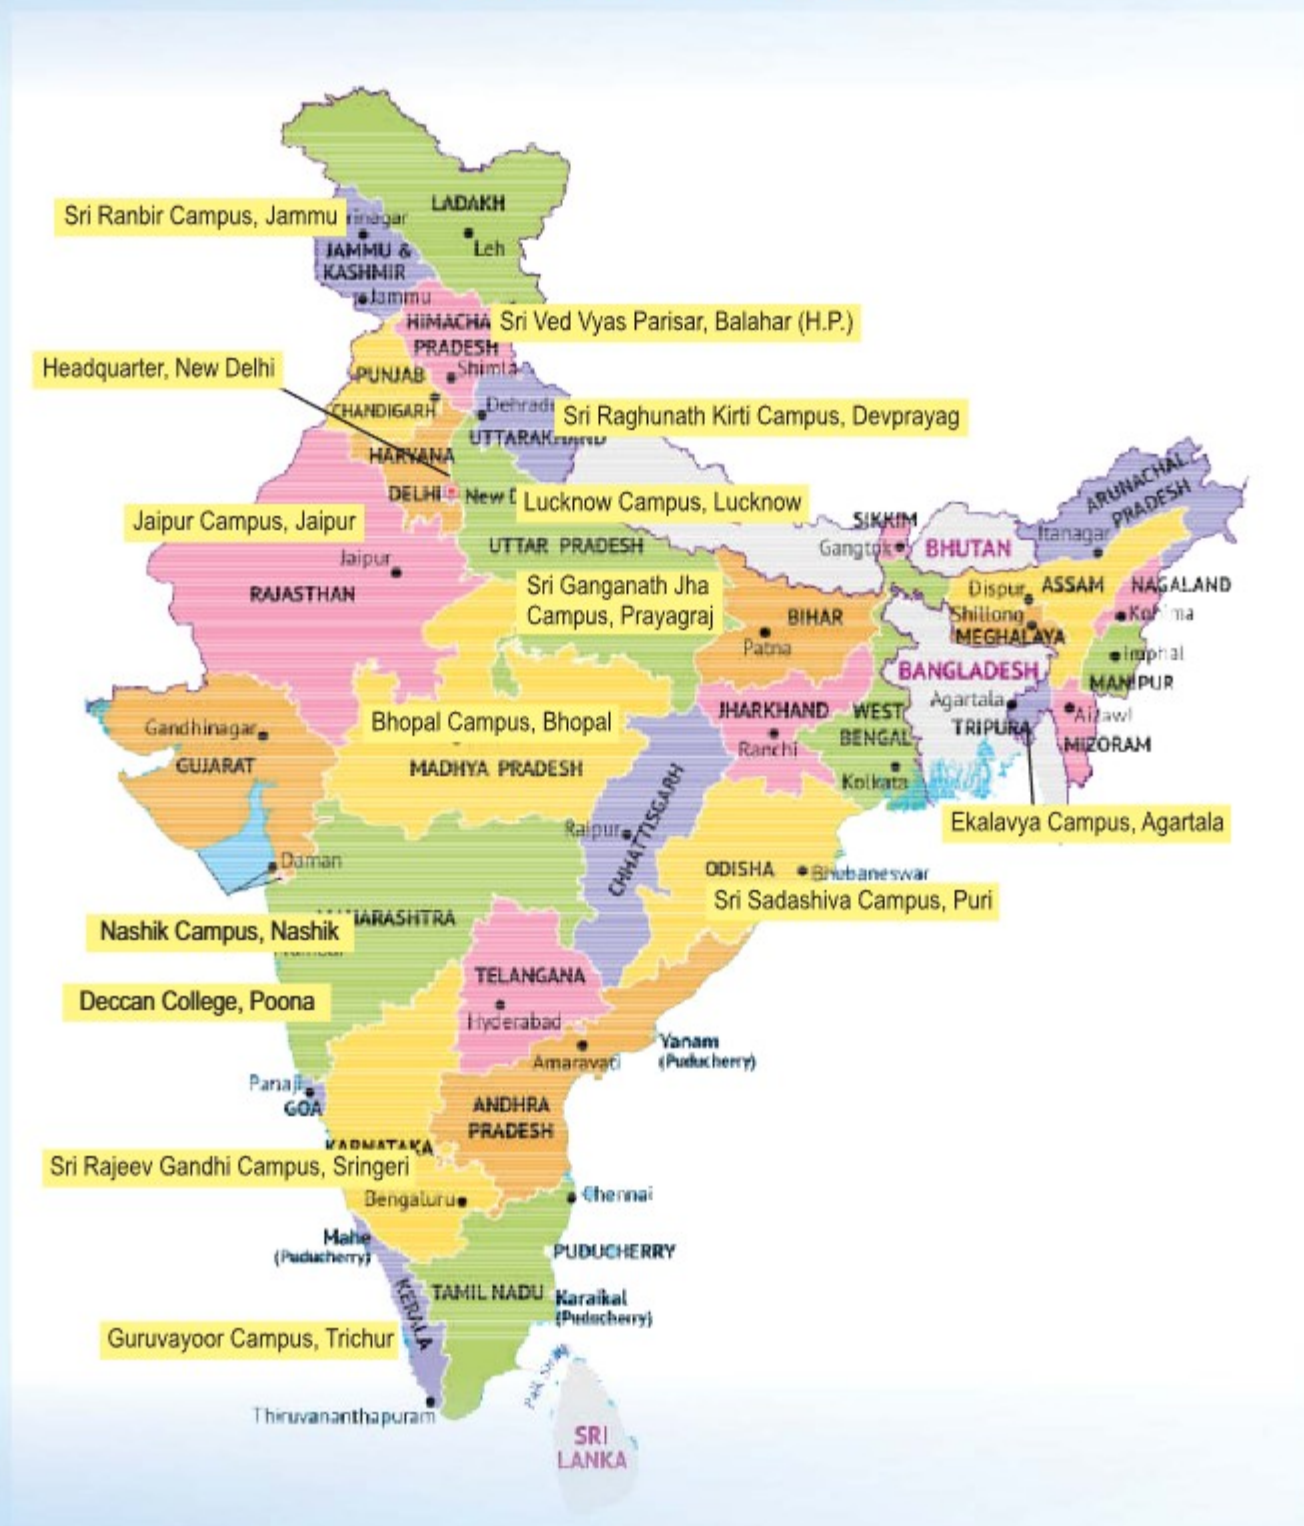 LADAKH
Sri Ranbir Campus, Jammu
Leh
JAMMU &
KASHMIR
Jammu
Sri Ved Vyas Parisar, Balahar (H.P.)
PRADESH
Headquarter, New Delhi
PUNJAB
Shimla
CHANDIGARH
Sri Raghunath Kirti Campus, Devprayag
UTTARAKHAND
HARYANA
ARUNACHAL
PRADESH
DELHI
New
Lucknow Campus, Lucknow
Jaipur Campus, Jaipur
SIKKIM
Itanagar
UTTAR PRADESH
Gangtok
BHUTAN
Jaipur
Sri Ganganath Jha
Campus, Prayagraj
RAJASTHAN
Dispur
ASSAM
NAGALAND
BIHAR
Shillong
Kohima
Patna
MEGHALAYA
Imphal
BANGLADESH
MANIPUR
Agartala
JHARKHAND
WEST
BENGAL
Aizawl
Bhopal Campus, Bhopal
Gandhinagar
TRIPURA
MIZORAM
Ranchi
GUJARAT
MADHYA PRADESH
Kolkata
CHHATTISGARH
Ekalavya Campus, Agartala
Raipur
Daman
ODISHA
Bhubaneswar
Sri Sadashiva Campus, Puri
Nashik Campus, Nashik
TELANGANA
Deccan College, Poona
Hyderabad
Yanam
(Puducherry)
Amaravati
Panaji
GOA
ANDHRA
PRADESH
KARNATAKA
Sri Rajeev Gandhi Campus, Sringeri
Bengaluru
Chennai
Mahe
(Puducherry)
PUDUCHERRY
KERALA
TAMIL NADU
Karaikal
(Puducherry)
Guruvayoor Campus, Trichur
Thiruvananthapuram
SRI
LANKA